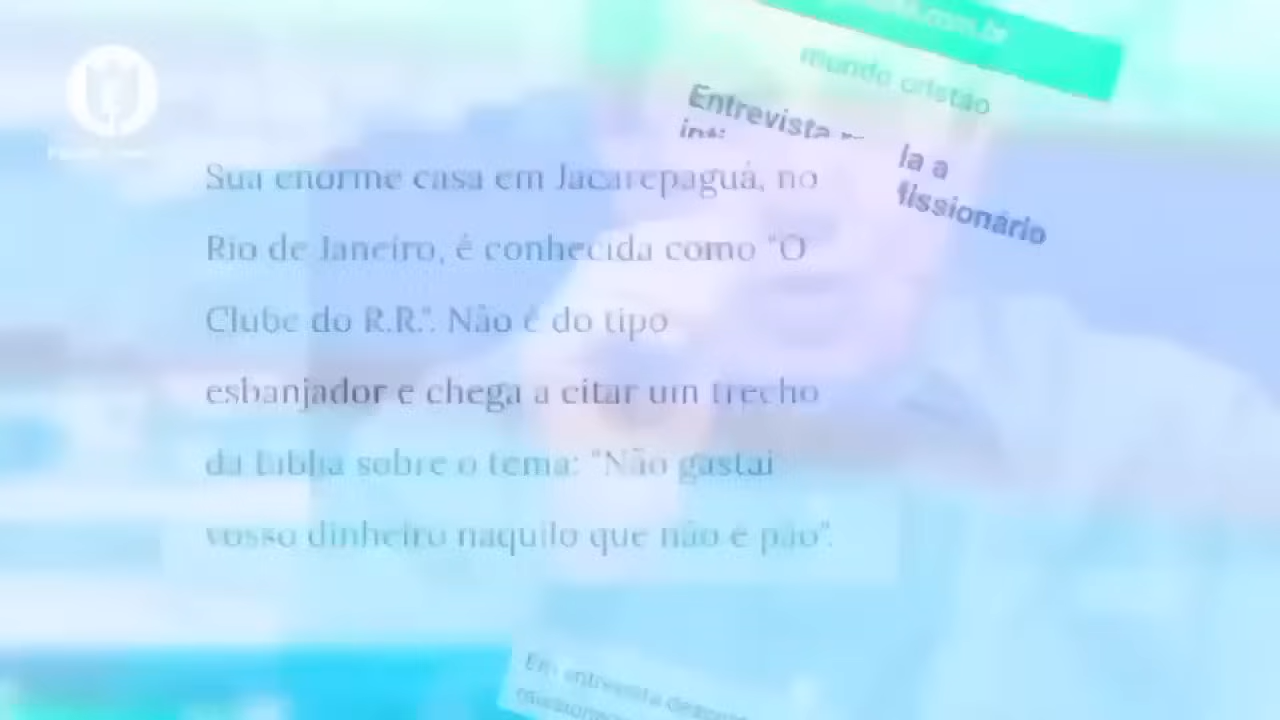 mundo cristão
Entrevista
la a
missionário
Sua enorme casa em Jacarepaguá, no
Rio de Janeiro, é conhecida como "O
Clube do R.R.". Não é do tipo
esbanjador e chega a citar um trecho
da Bíblia sobre o tema: "Não gastai
vosso dinheiro naquilo que não é pão".
Em entrevista